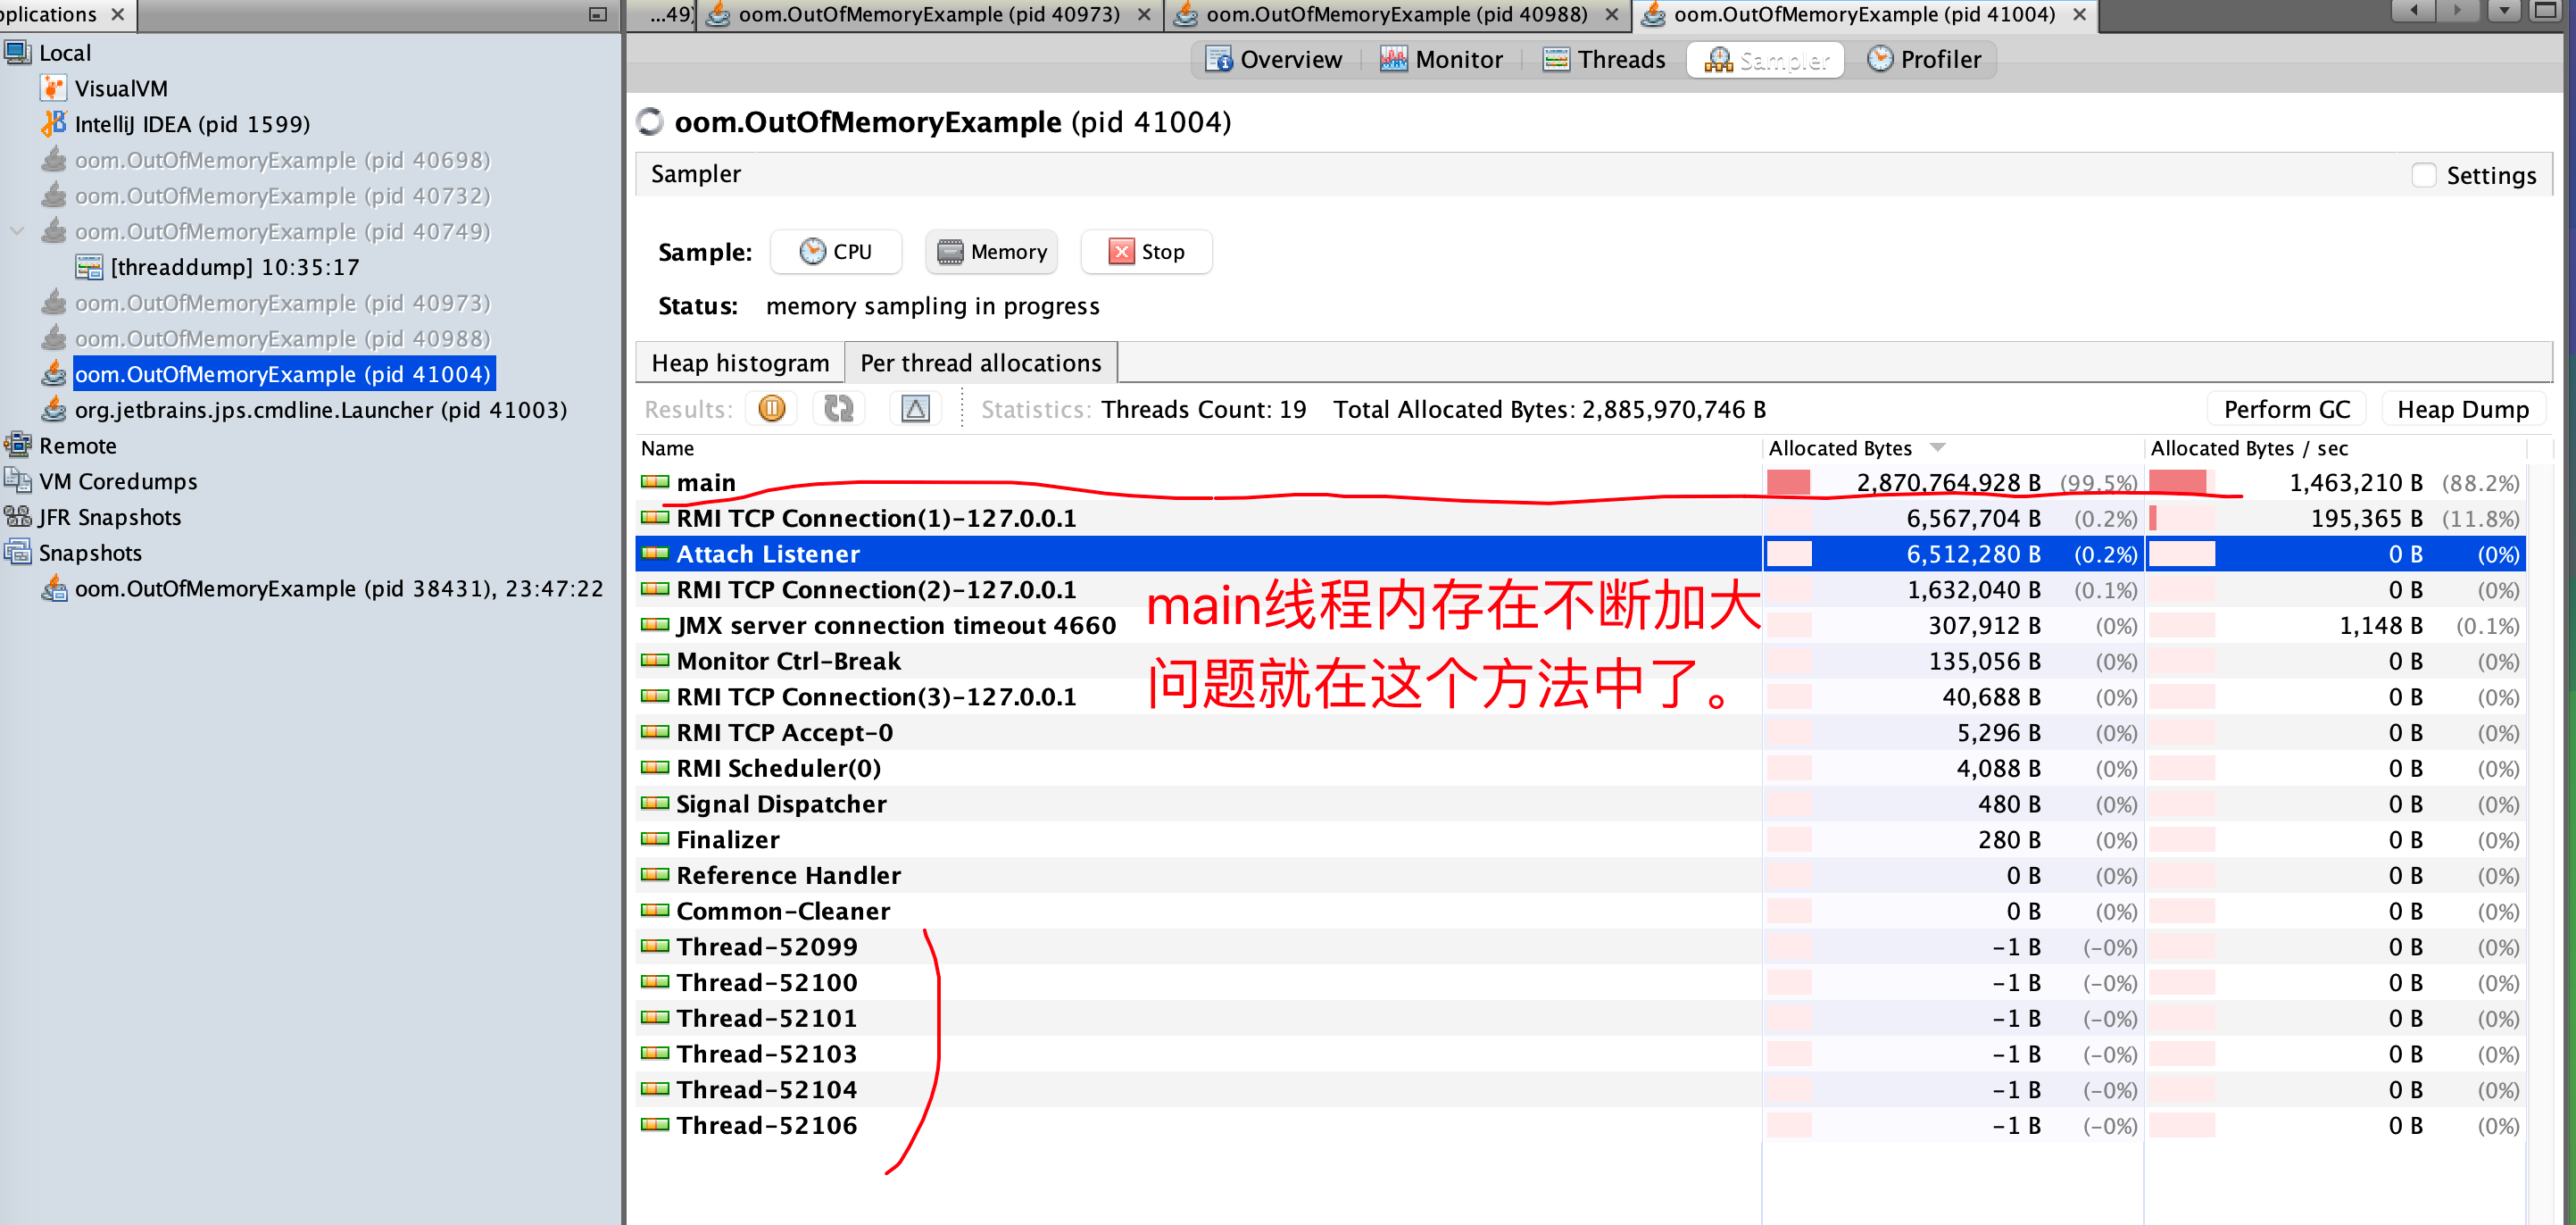 pplications
...49)
oom.OutOfMemoryExample (pid 40973)
oom.OutOfMemoryExample (pid 40988)
oom.OutOfMemoryExample (pid 41004)
Local
VisualVM
IntelliJ IDEA (pid 1599)
oom.OutOfMemoryExample (pid 40698)
oom.OutOfMemoryExample (pid 40732)
oom.OutOfMemoryExample (pid 40749)
[threaddump] 10:35:17
oom.OutOfMemoryExample (pid 40973)
oom.OutOfMemoryExample (pid 40988)
oom.OutOfMemoryExample (pid 41004)
org.jetbrains.jps.cmdline.Launcher (pid 41003)
Remote
VM Coredumps
JFR Snapshots
Snapshots
oom.OutOfMemoryExample (pid 38431), 23:47:22
Overview Monitor Threads Sampler Profiler
oom.OutOfMemoryExample (pid 41004)
Sampler
Settings
Sample: CPU Memory Stop
Status: memory sampling in progress
Heap histogram Per thread allocations
Results: Statistics: Threads Count: 19 Total Allocated Bytes: 2,885,970,746 B Perform GC Heap Dump
Name Allocated Bytes Allocated Bytes / sec
main 2,870,764,928 B (99.5%) 1,463,210 B (88.2%)
RMI TCP Connection(1)-127.0.0.1 6,567,704 B (0.2%) 195,365 B (11.8%)
Attach Listener 6,512,280 B (0.2%) 0 B (0%)
RMI TCP Connection(2)-127.0.0.1 1,632,040 B (0.1%) 0 B (0%)
JMX server connection timeout 4660 307,912 B (0%) 1,148 B (0.1%)
Monitor Ctrl-Break 135,056 B (0%) 0 B (0%)
RMI TCP Connection(3)-127.0.0.1 40,688 B (0%) 0 B (0%)
RMI TCP Accept-0 5,296 B (0%) 0 B (0%)
RMI Scheduler(0) 4,088 B (0%) 0 B (0%)
Signal Dispatcher 480 B (0%) 0 B (0%)
Finalizer 280 B (0%) 0 B (0%)
Reference Handler 0 B (0%) 0 B (0%)
Common-Cleaner 0 B (0%) 0 B (0%)
Thread-52099 -1 B (-0%) 0 B (0%)
Thread-52100 -1 B (-0%) 0 B (0%)
Thread-52101 -1 B (-0%) 0 B (0%)
Thread-52103 -1 B (-0%) 0 B (0%)
Thread-52104 -1 B (-0%) 0 B (0%)
Thread-52106 -1 B (-0%) 0 B (0%)
main线程内存在不断加大
问题就在这个方法中了。